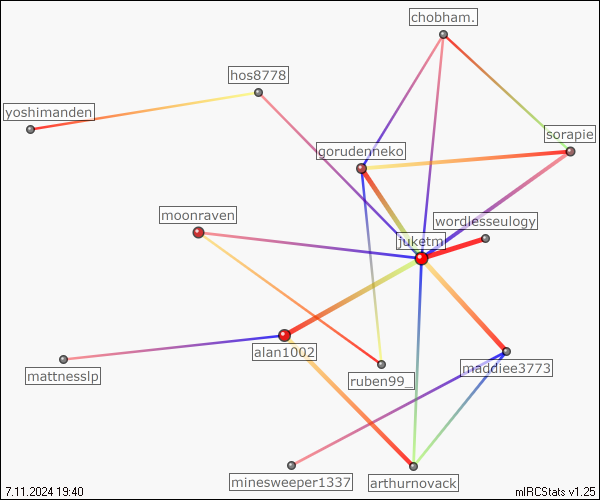 chobham.
hos8778
yoshimanden
sorapie
gorudenneko
moonraven
wordlesseulogy
juketm
alan1002
maddiee3773
mattnesslp
ruben99_
minesweeper1337
arthurnovack
7.11.2024 19:40
mIRCStats v1.25